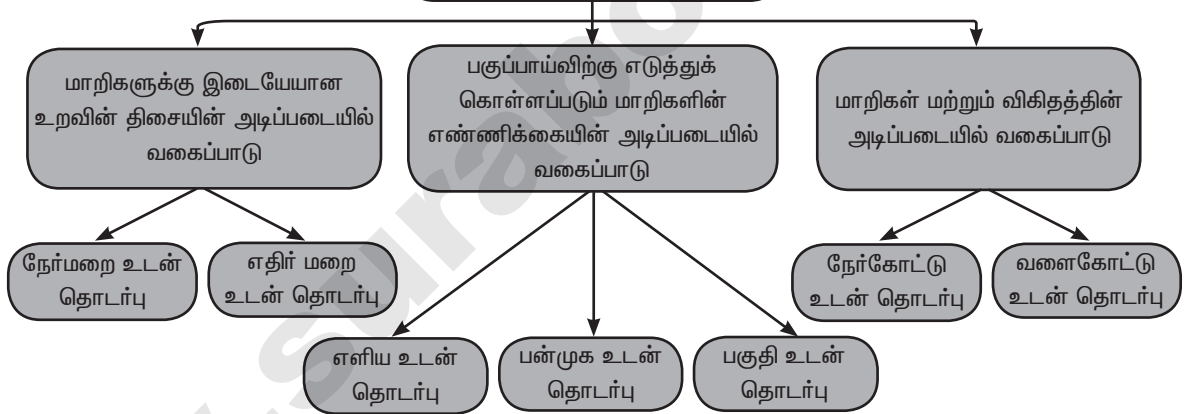 மாறிகளுக்கு இடையேயான
உறவின் திசையின் அடிப்படையில்
வகைப்பாடு
பகுப்பாய்விற்கு எடுத்துக்
கொள்ளப்படும் மாறிகளின்
எண்ணிக்கையின் அடிப்படையில்
வகைப்பாடு
மாறிகள் மற்றும் விகிதத்தின்
அடிப்படையில் வகைப்பாடு
நேர்மறை உடன்
தொடர்பு
எதிர் மறை
உடன் தொடர்பு
நேர்கோட்டு
உடன் தொடர்பு
வளைகோட்டு
உடன் தொடர்பு
எளிய உடன்
தொடர்பு
பன்முக உடன்
தொடர்பு
பகுதி உடன்
தொடர்பு